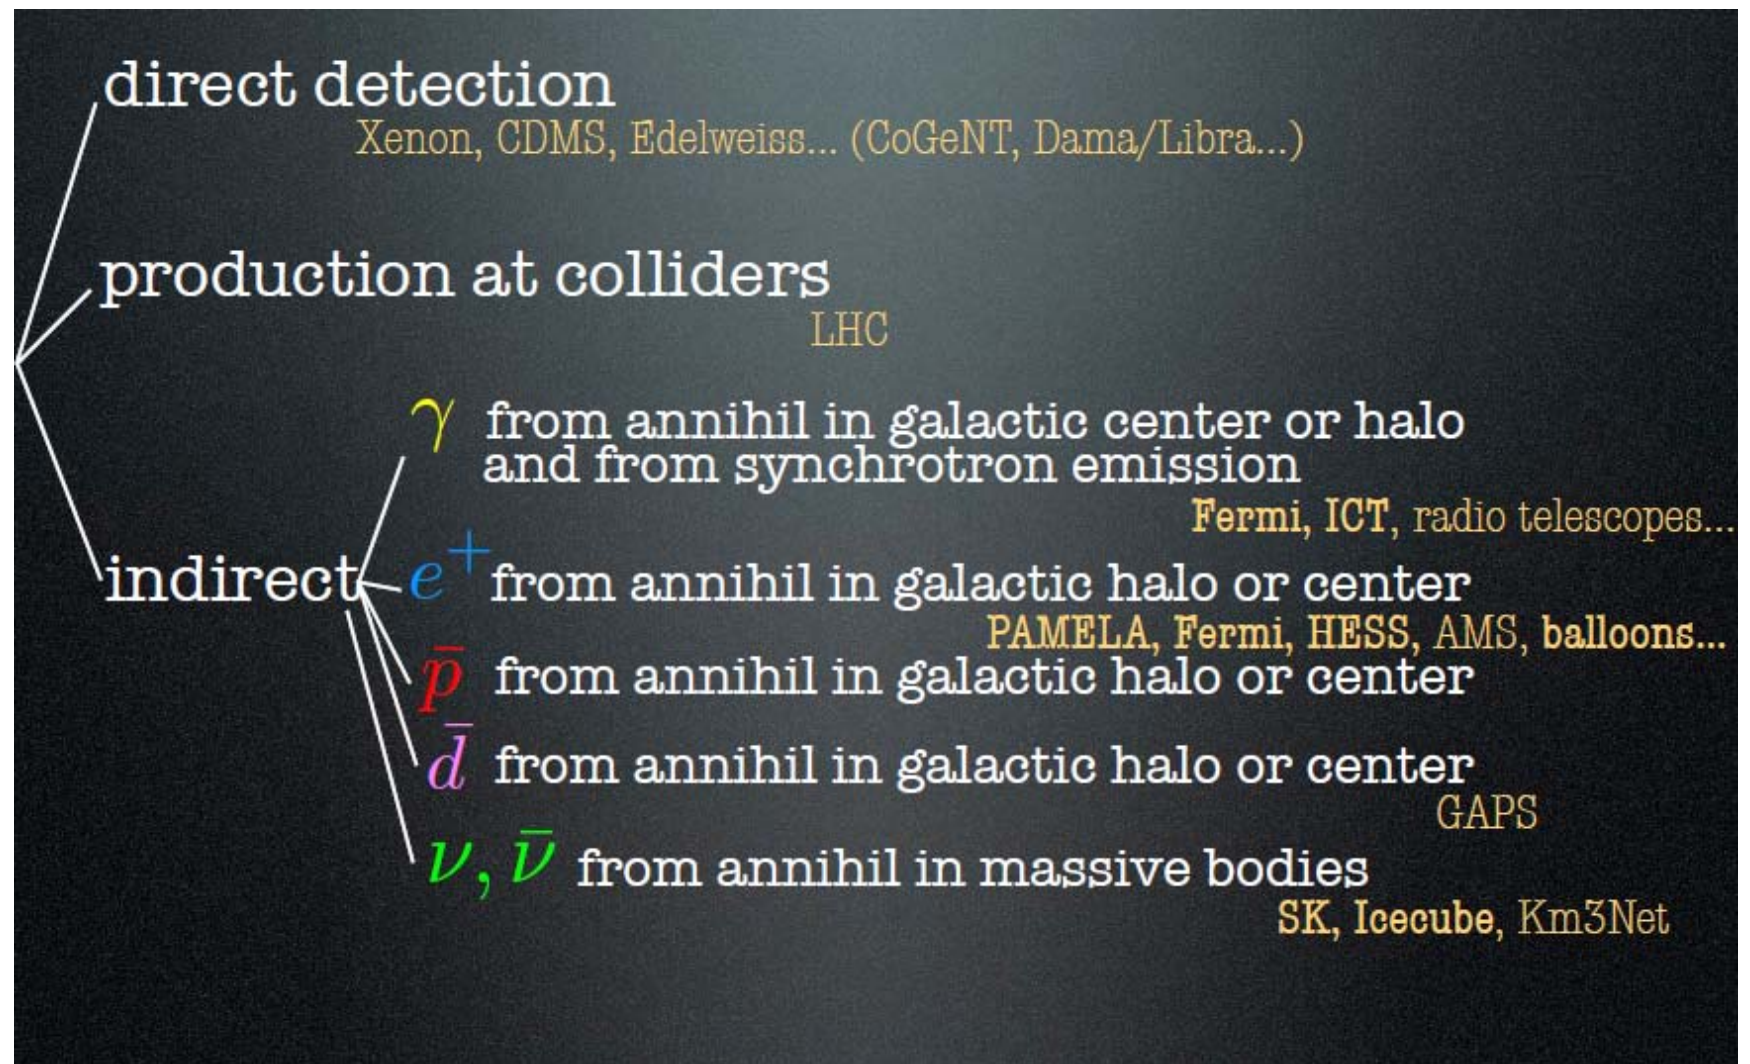 direct detection
Xenon, CDMS, Edelweiss... (CoGeNT, Dama/Libra...)
production at colliders
LHC
γ from annihil in galactic center or halo
and from synchrotron emission
Fermi, ICT, radio telescopes...
indirect
e⁺ from annihil in galactic halo or center
PAMELA, Fermi, HESS, AMS, balloons...
p̄ from annihil in galactic halo or center
d̄ from annihil in galactic halo or center
GAPS
ν, ν̄ from annihil in massive bodies
SK, Icecube, Km3Net